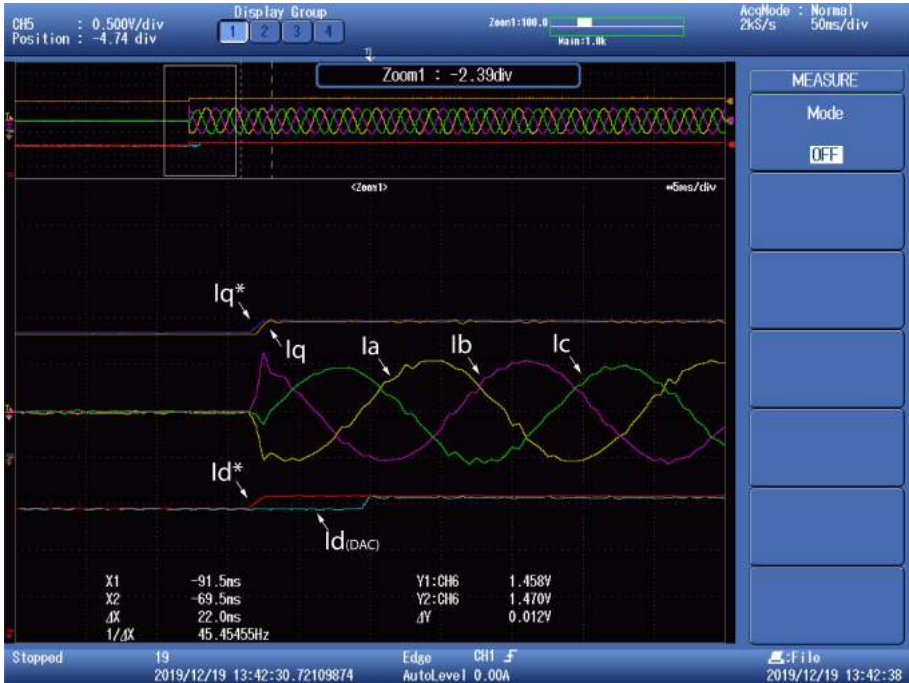 CH5 : 0.500V/div
Position : -4.74 div
Display Group
1 2 3 4
Zoom1:100.0
Main:1.0k
AcqMode : Normal
2kS/s 50ms/div
Zoom1 : -2.39div
MEASURE
Mode
OFF
<Zoom1>
↔5ms/div
Iq*
Iq
Ia
Ib
Ic
Id*
Id(DAC)
X1 -91.5ms Y1:CH6 1.458V
X2 -69.5ms Y2:CH6 1.470V
ΔX 22.0ms ΔY 0.012V
1/ΔX 45.45455Hz
Stopped 19 Edge CH1 :File
2019/12/19 13:42:30.72109874 AutoLevel 0.00A 2019/12/19 13:42:38